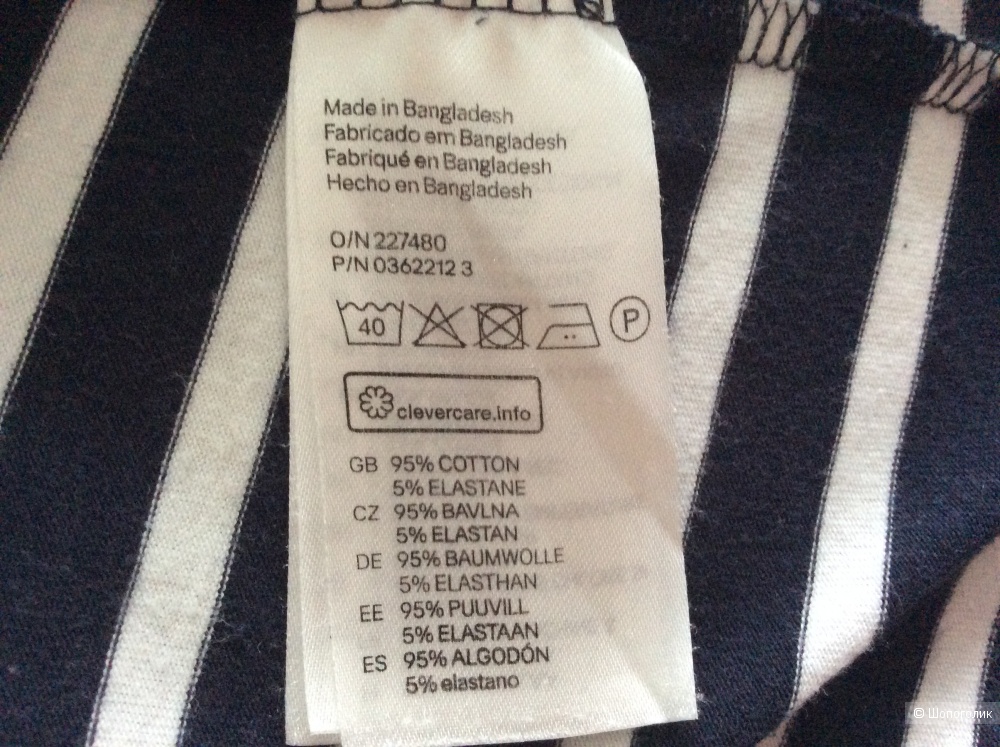 Made in Bangladesh
Fabricado em Bangladesh
Fabriqué en Bangladesh
Hecho en Bangladesh
O/N 227480
P/N 0362212 3
40 P
clevercare.info
GB 95% COTTON
5% ELASTANE
CZ 95% BAVLNA
5% ELASTAN
DE 95% BAUMWOLLE
5% ELASTHAN
EE 95% PUUVILL
5% ELASTAAN
ES 95% ALGODÓN
5% elastano
© Шопоголик